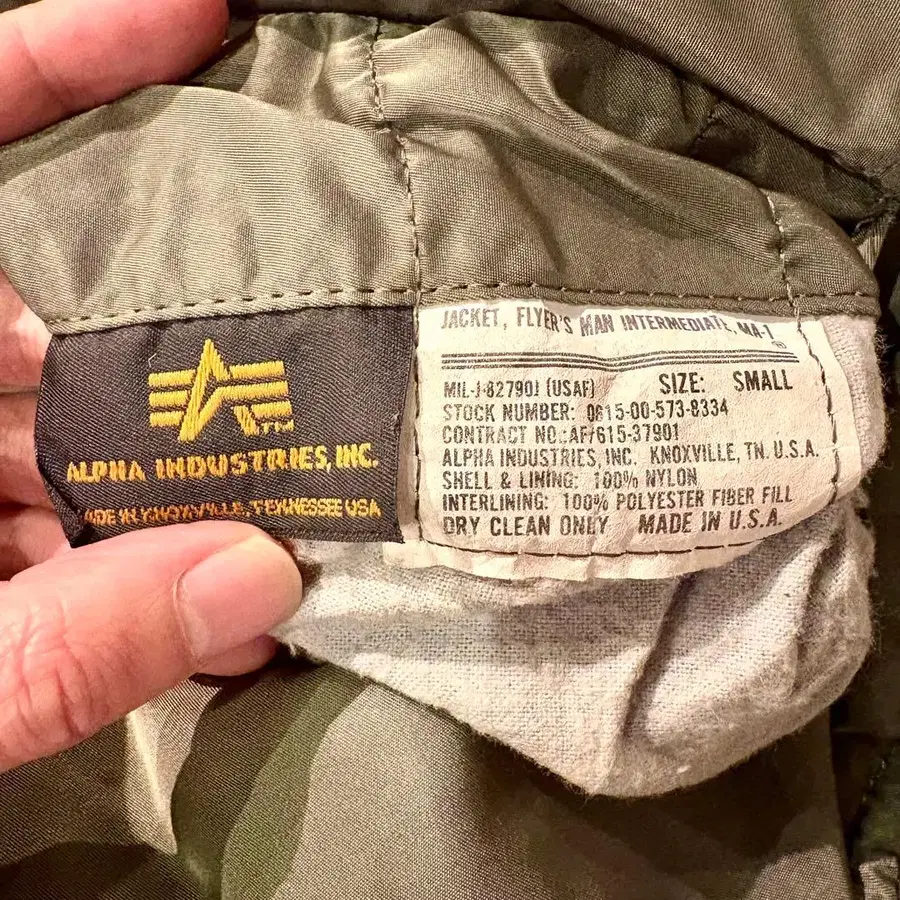 ALPHA INDUSTRIES, INC.
MADE IN KNOXVILLE, TENNESSEE USA
JACKET, FLYER'S MAN INTERMEDIATE, MA-1
MIL-J-8279OJ (USAF) SIZE: SMALL
STOCK NUMBER: 0615-00-573-8334
CONTRACT NO.:AF/615-37901
ALPHA INDUSTRIES, INC. KNOXVILLE, TN. U.S.A.
SHELL & LINING: 100% NYLON
INTERLINING: 100% POLYESTER FIBER FILL
DRY CLEAN ONLY MADE IN U.S.A.